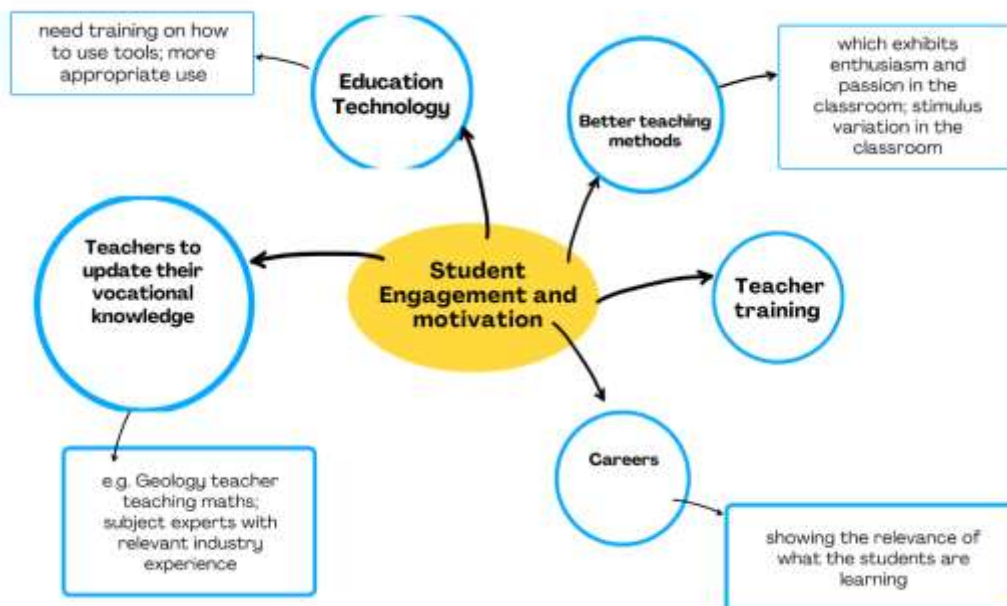 need training on how
to use tools; more
appropriate use
Education
Technology
Better teaching
methods
which exhibits
enthusiasm and
passion in the
classroom; stimulus
variation in the
classroom
Teachers to
update their
vocational
knowledge
Student
Engagement and
motivation
Teacher
training
e.g. Geology teacher
teaching maths;
subject experts with
relevant industry
experience
Careers
showing the relevance of
what the students are
learning